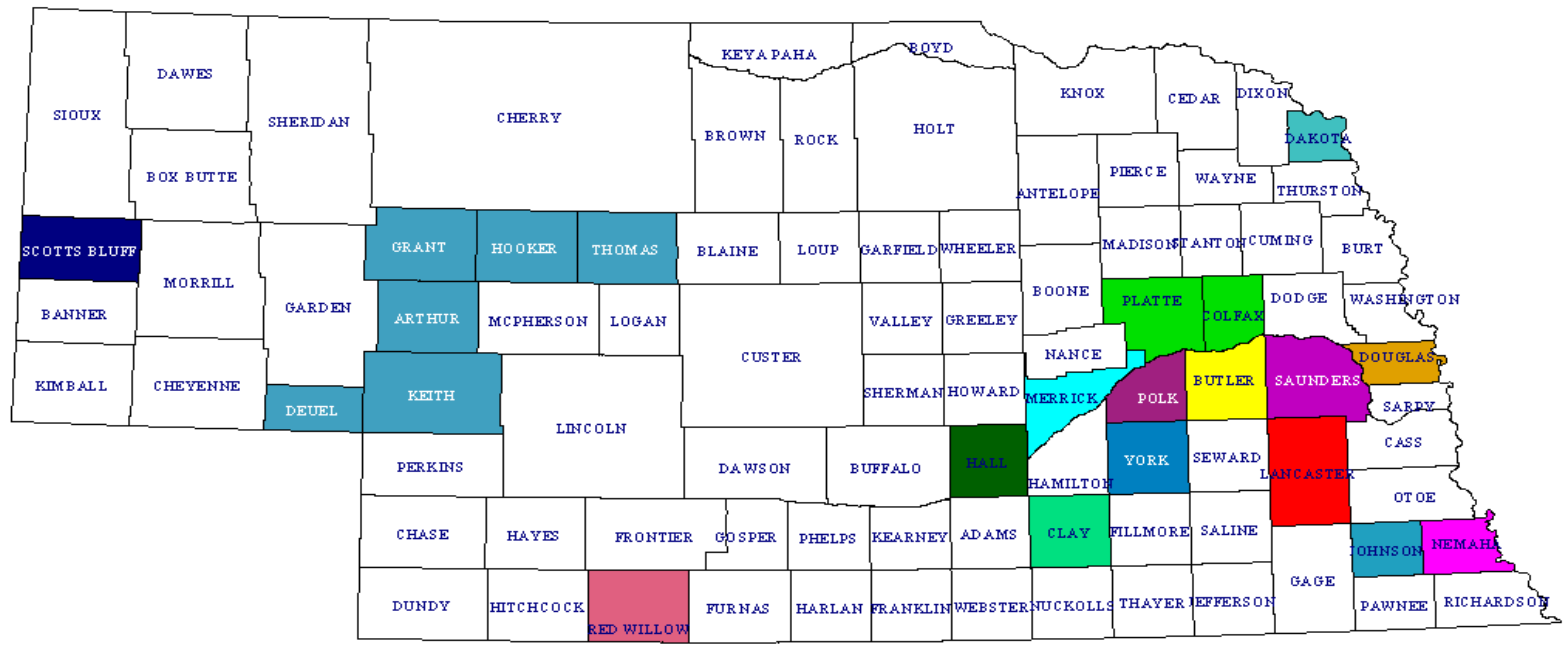 KEYA PAHA
BOYD
DAWES
SIOUX
SHERIDAN
CHERRY
BROWN
ROCK
HOLT
KNOX
CEDAR
DIXON
DAKOTA
BOX BUTTE
ANTELOPE
PIERCE
WAYNE
THURSTON
SCOTTS BLUFF
GRANT
HOOKER
THOMAS
BLAINE
LOUP
GARFIELD
WHEELER
MADISON
STANTON
CUMING
BURT
MORRILL
GARDEN
BANNER
ARTHUR
MCPHERSON
LOGAN
VALLEY
GREELEY
BOONE
PLATTE
COLFAX
DODGE
WASHINGTON
KIMBALL
CHEYENNE
DEUEL
KEITH
CUSTER
SHERMAN
HOWARD
NANCE
MERRICK
POLK
BUTLER
SAUNDERS
DOUGLAS
SARPY
LINCOLN
PERKINS
DAWSON
BUFFALO
HALL
HAMILTON
YORK
SEWARD
LANCASTER
CASS
OTOE
CHASE
HAYES
FRONTIER
GOSPER
PHELPS
KEARNEY
ADAMS
CLAY
FILLMORE
SALINE
JOHNSON
NEMAHA
GAGE
DUNDY
HITCHCOCK
RED WILLOW
FURNAS
HARLAN
FRANKLIN
WEBSTER
NUCKOLLS
THAYER
JEFFERSON
PAWNEE
RICHARDSON